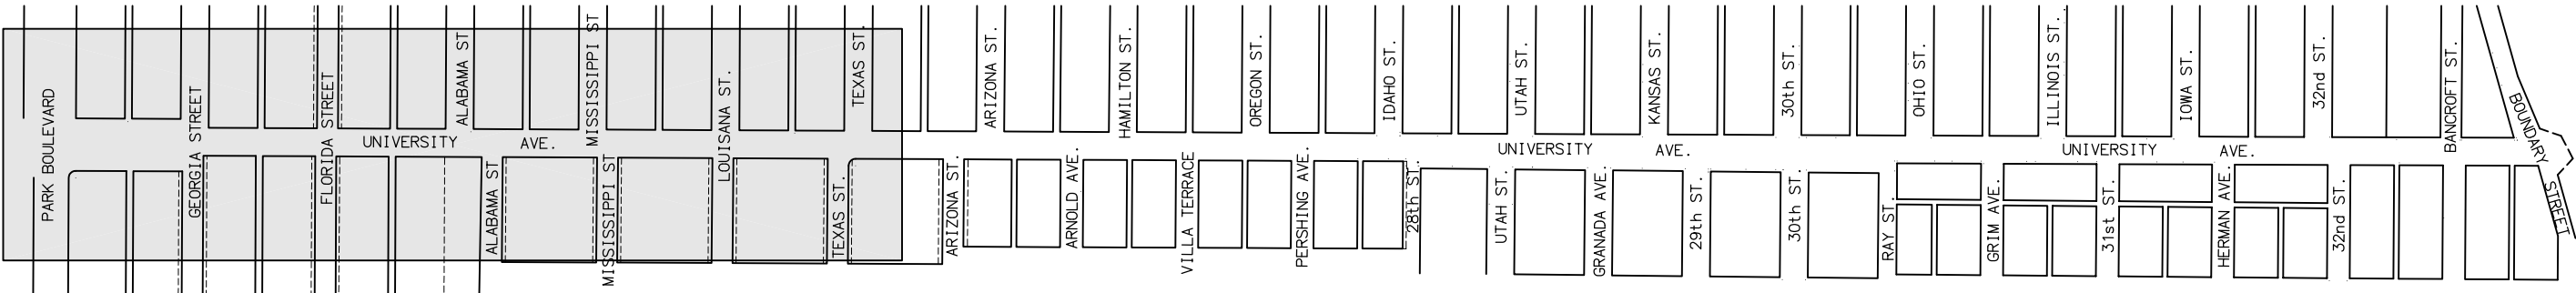 PARK BOULEVARD
GEORGIA STREET
FLORIDA STREET
ALABAMA ST
MISSISSIPPI ST
LOUISANA ST.
TEXAS ST.
ARIZONA ST.
HAMILTON ST.
OREGON ST.
IDAHO ST.
UTAH ST.
KANSAS ST.
30th ST.
OHIO ST.
ILLINOIS ST.
IOWA ST.
32nd ST.
BANCROFT ST.
BOUNDARY STREET
UNIVERSITY AVE.
UNIVERSITY AVE.
UNIVERSITY AVE.
ALABAMA ST
MISSISSIPPI ST
TEXAS ST.
ARIZONA ST.
ARNOLD AVE.
VILLA TERRACE
PERSHING AVE.
28th ST.
UTAH ST.
GRANADA AVE.
29th ST.
30th ST.
RAY ST.
GRIM AVE.
31st ST.
HERMAN AVE.
32nd ST.